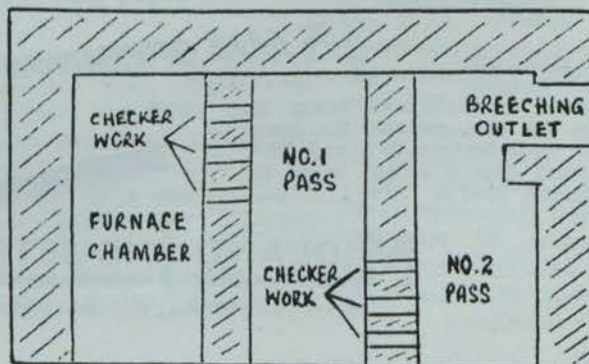 CHECKER
WORK
NO.1
PASS
FURNACE
CHAMBER
BREECHING
OUTLET
CHECKER
WORK
NO.2
PASS